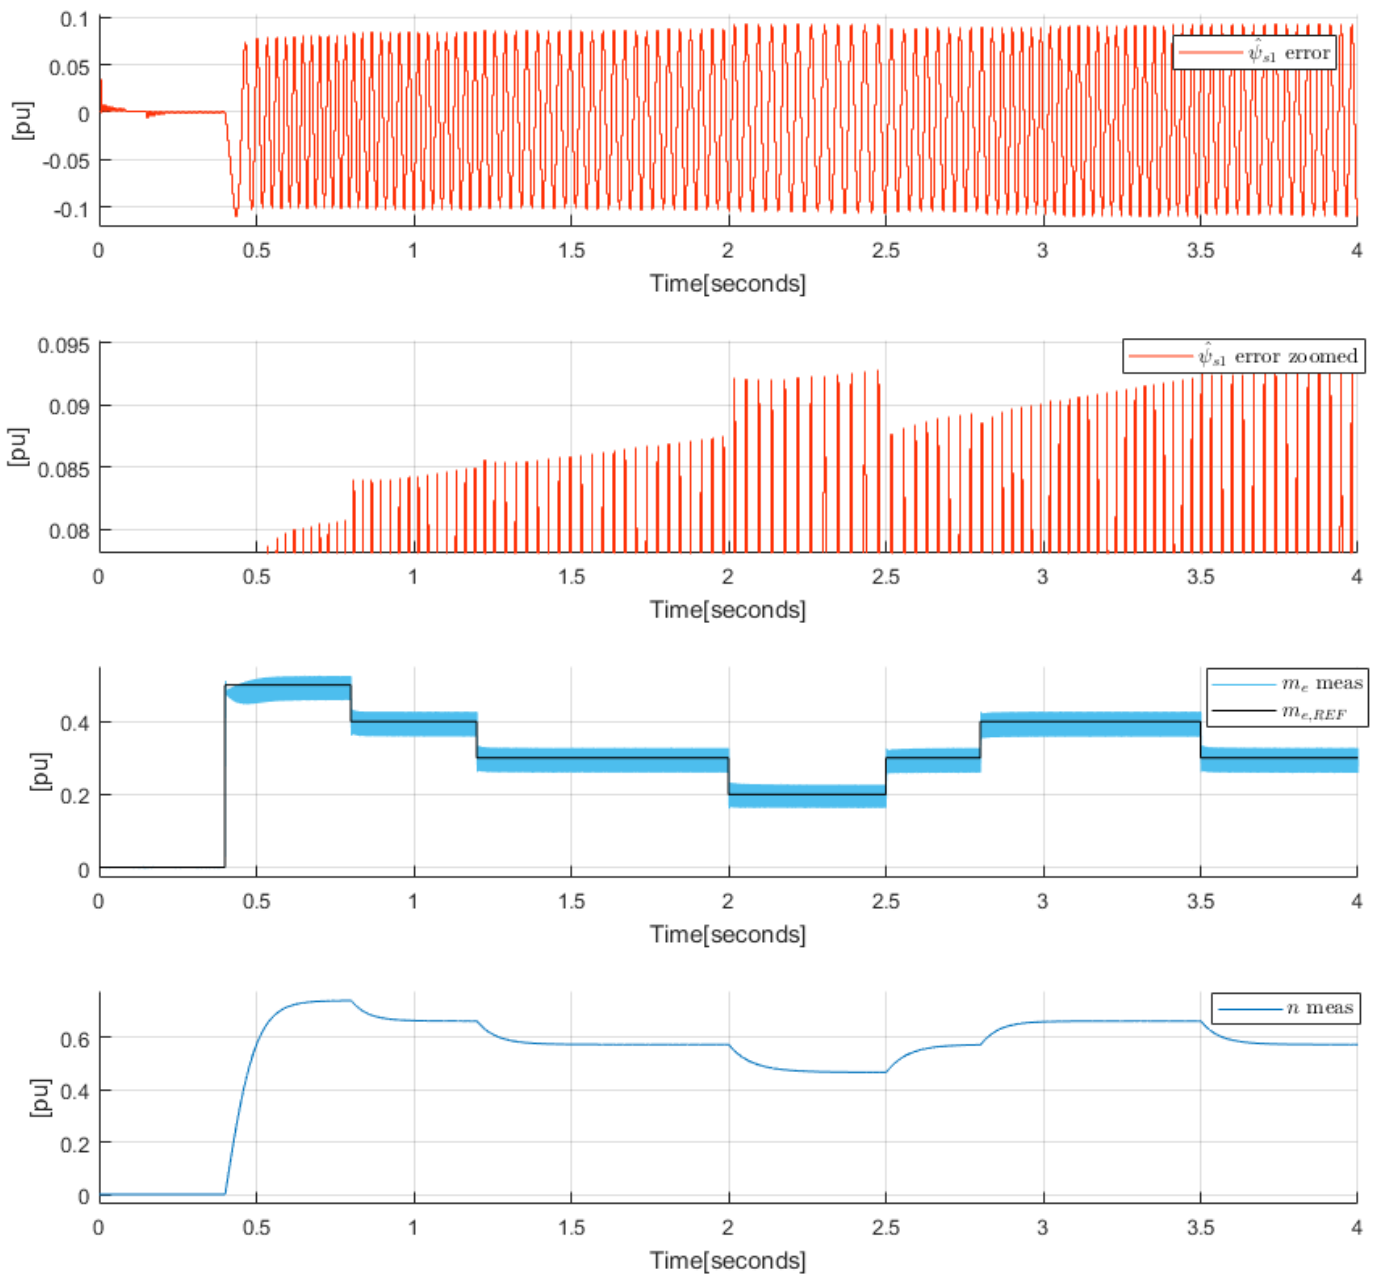 0.1
0.05
0
-0.05
-0.1
[pu]
ψ̂_s1 error
0 0.5 1 1.5 2 2.5 3 3.5 4
Time[seconds]
0.095
0.09
0.085
0.08
[pu]
ψ̂_s1 error zoomed
0 0.5 1 1.5 2 2.5 3 3.5 4
Time[seconds]
0.4
0.2
0
[pu]
m_e meas
m_e,REF
0 0.5 1 1.5 2 2.5 3 3.5 4
Time[seconds]
0.6
0.4
0.2
0
[pu]
n meas
0 0.5 1 1.5 2 2.5 3 3.5 4
Time[seconds]